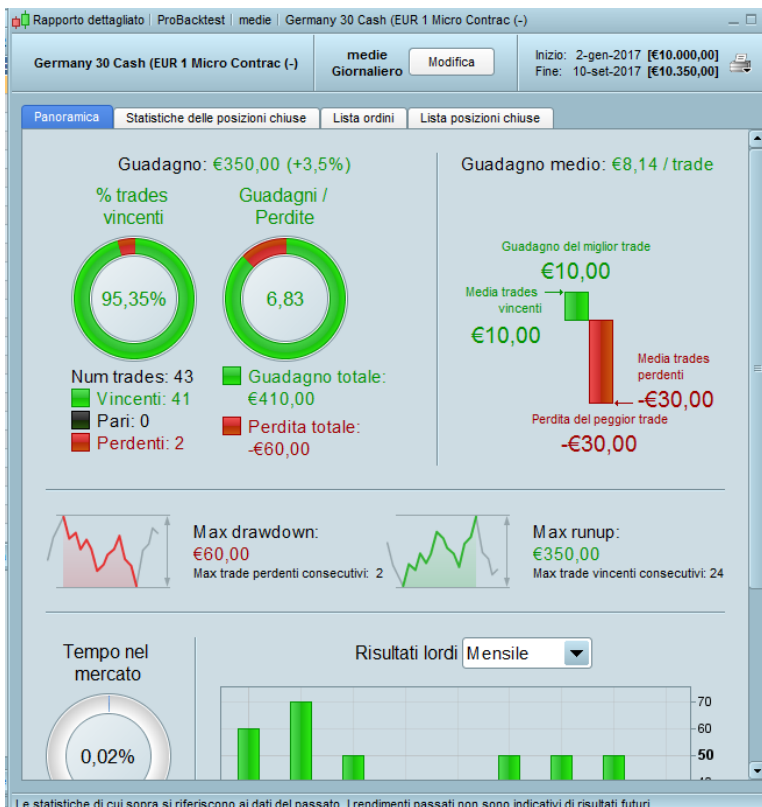 Rapporto dettagliato | ProBacktest | medie | Germany 30 Cash (EUR 1 Micro Contrac (-)
Germany 30 Cash (EUR 1 Micro Contrac (-)
medie
Giornaliero
Modifica
Inizio: 2-gen-2017 [€10.000,00]
Fine: 10-set-2017 [€10.350,00]
Panoramica
Statistiche delle posizioni chiuse
Lista ordini
Lista posizioni chiuse
Guadagno: €350,00 (+3,5%)
% trades
vincenti
95,35%
Num trades: 43
Vincenti: 41
Pari: 0
Perdenti: 2
Guadagni /
Perdite
6,83
Guadagno totale:
€410,00
Perdita totale:
-€60,00
Guadagno medio: €8,14 / trade
Guadagno del miglior trade
€10,00
Media trades
vincenti
€10,00
Media trades
perdenti
-€30,00
Perdita del peggior trade
-€30,00
Max drawdown:
€60,00
Max trade perdenti consecutivi: 2
Max runup:
€350,00
Max trade vincenti consecutivi: 24
Tempo nel
mercato
0,02%
Risultati lordi Mensile
70
60
50
Le statistiche di cui sopra si riferiscono ai dati del passato. I rendimenti passati non sono indicativi di risultati futuri.